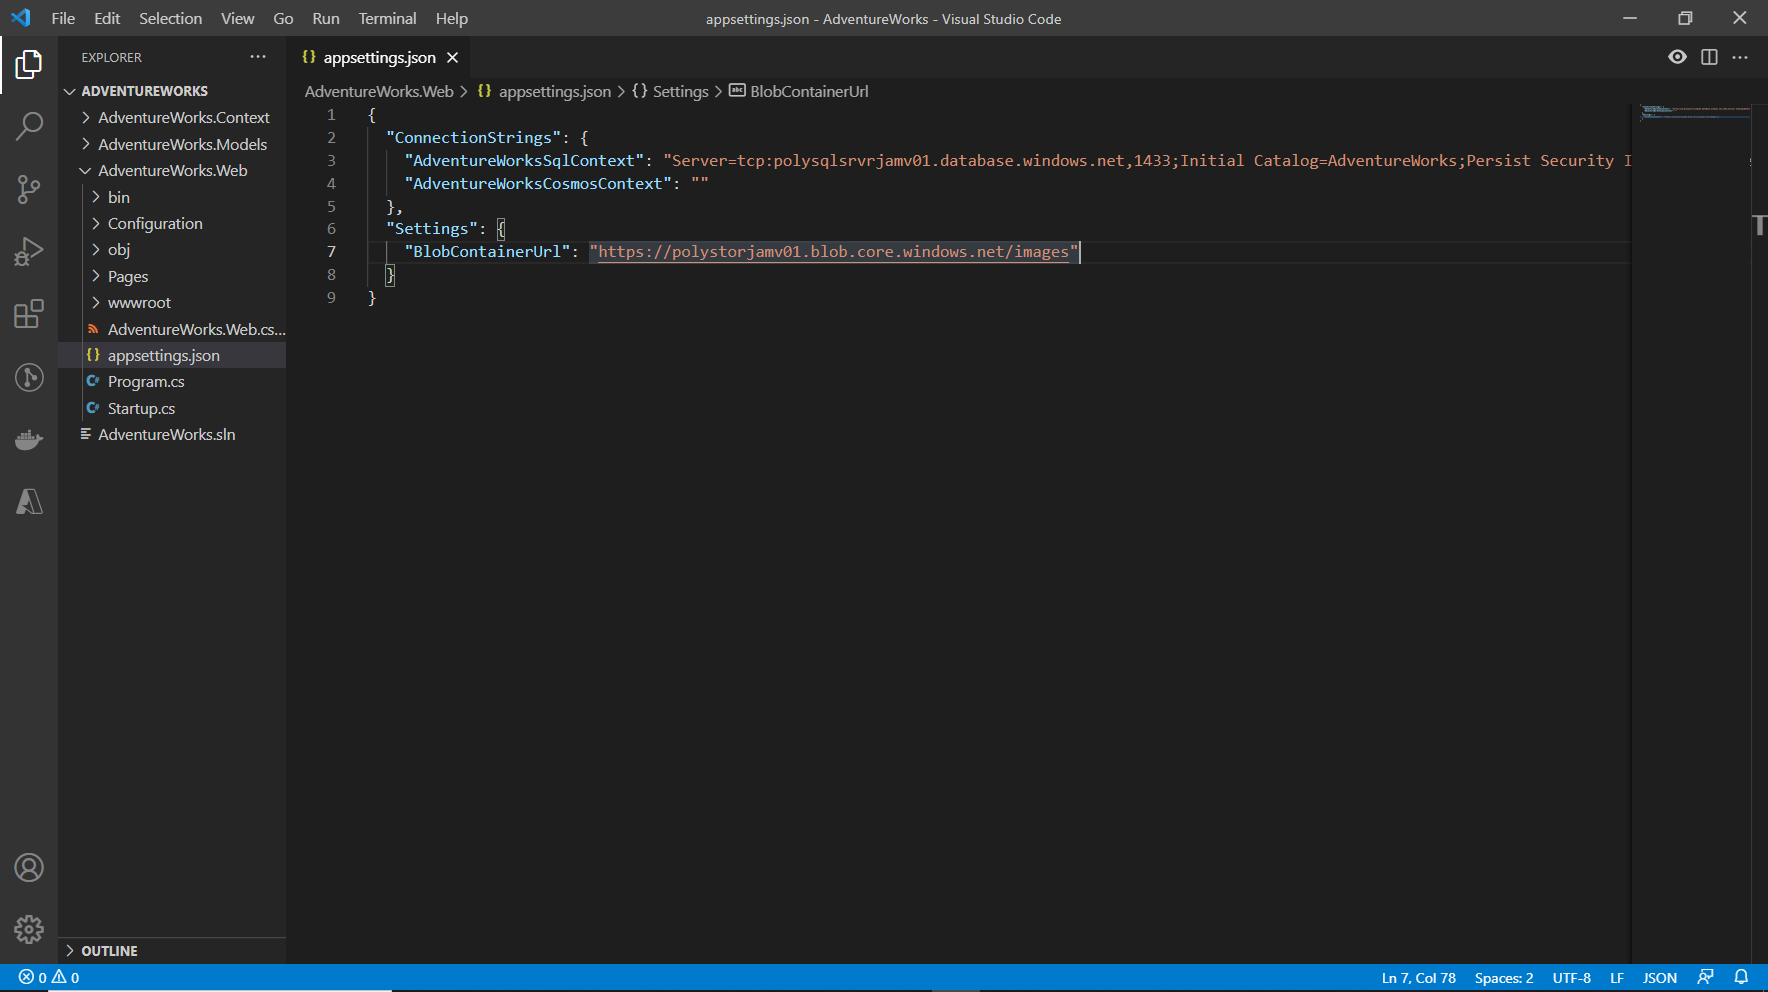 File Edit Selection View Go Run Terminal Help
appsettings.json - AdventureWorks - Visual Studio Code
EXPLORER
ADVENTUREWORKS
AdventureWorks.Context
AdventureWorks.Models
AdventureWorks.Web
bin
Configuration
obj
Pages
wwwroot
AdventureWorks.Web.cs...
appsettings.json
Program.cs
Startup.cs
AdventureWorks.sln
OUTLINE
{} appsettings.json
AdventureWorks.Web > {} appsettings.json > {} Settings > abc BlobContainerUrl
1 {
2 "ConnectionStrings": {
3 "AdventureWorksSqlContext": "Server=tcp:polysqlsrvrjamv01.database.windows.net,1433;Initial Catalog=AdventureWorks;Persist Security I
4 "AdventureWorksCosmosContext": ""
5 },
6 "Settings": {
7 "BlobContainerUrl": "https://polystorjamv01.blob.core.windows.net/images"
8 }
9 }
0 0
Ln 7, Col 78 Spaces: 2 UTF-8 LF JSON